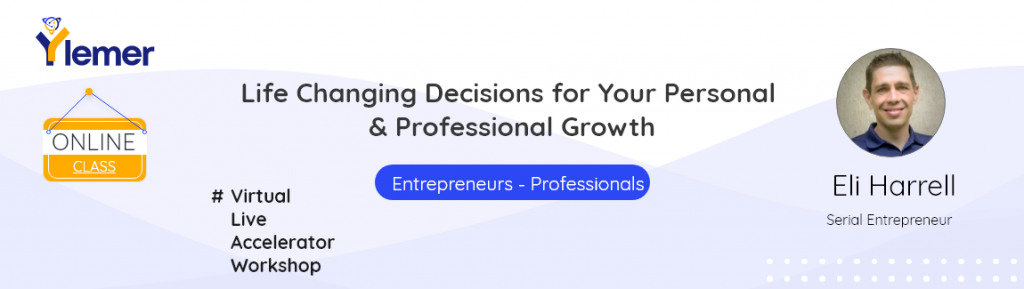 Ylemer
ONLINE
CLASS
Life Changing Decisions for Your Personal
& Professional Growth
Entrepreneurs - Professionals
# Virtual
Live
Accelerator
Workshop
Eli Harrell
Serial Entrepreneur